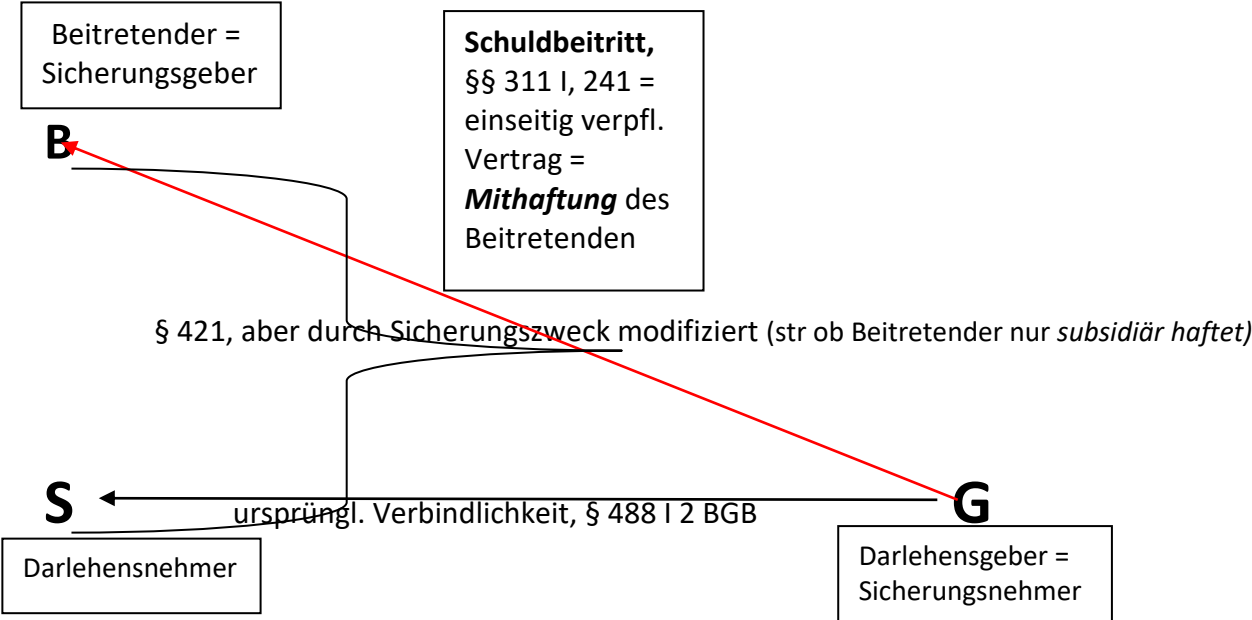 Beitretender =
Sicherungsgeber
Schuldbeitritt,
§§ 311 I, 241 =
einseitig verpfl.
Vertrag =
Mithaftung des
Beitretenden
B
§ 421, aber durch Sicherungszweck modifiziert (str ob Beitretender nur subsidiär haftet)
S
ursprüngl. Verbindlichkeit, § 488 I 2 BGB
G
Darlehensnehmer
Darlehensgeber =
Sicherungsnehmer